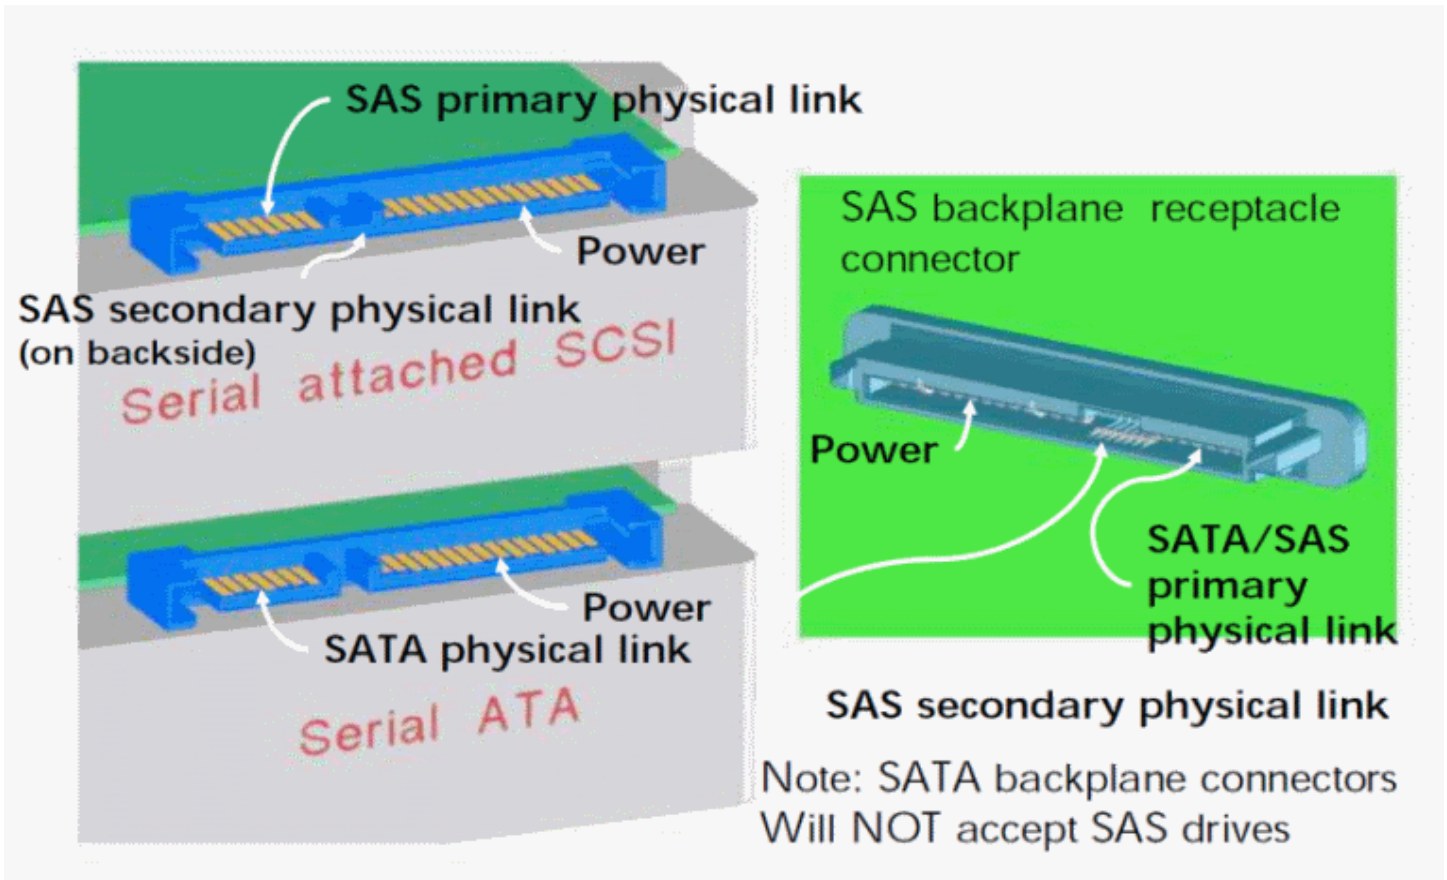 SAS primary physical link
Power
SAS secondary physical link
(on backside)
Serial attached SCSI
Power
SATA physical link
Serial ATA
SAS backplane receptacle
connector
Power
SATA/SAS
primary
physical link
SAS secondary physical link
Note: SATA backplane connectors
Will NOT accept SAS drives